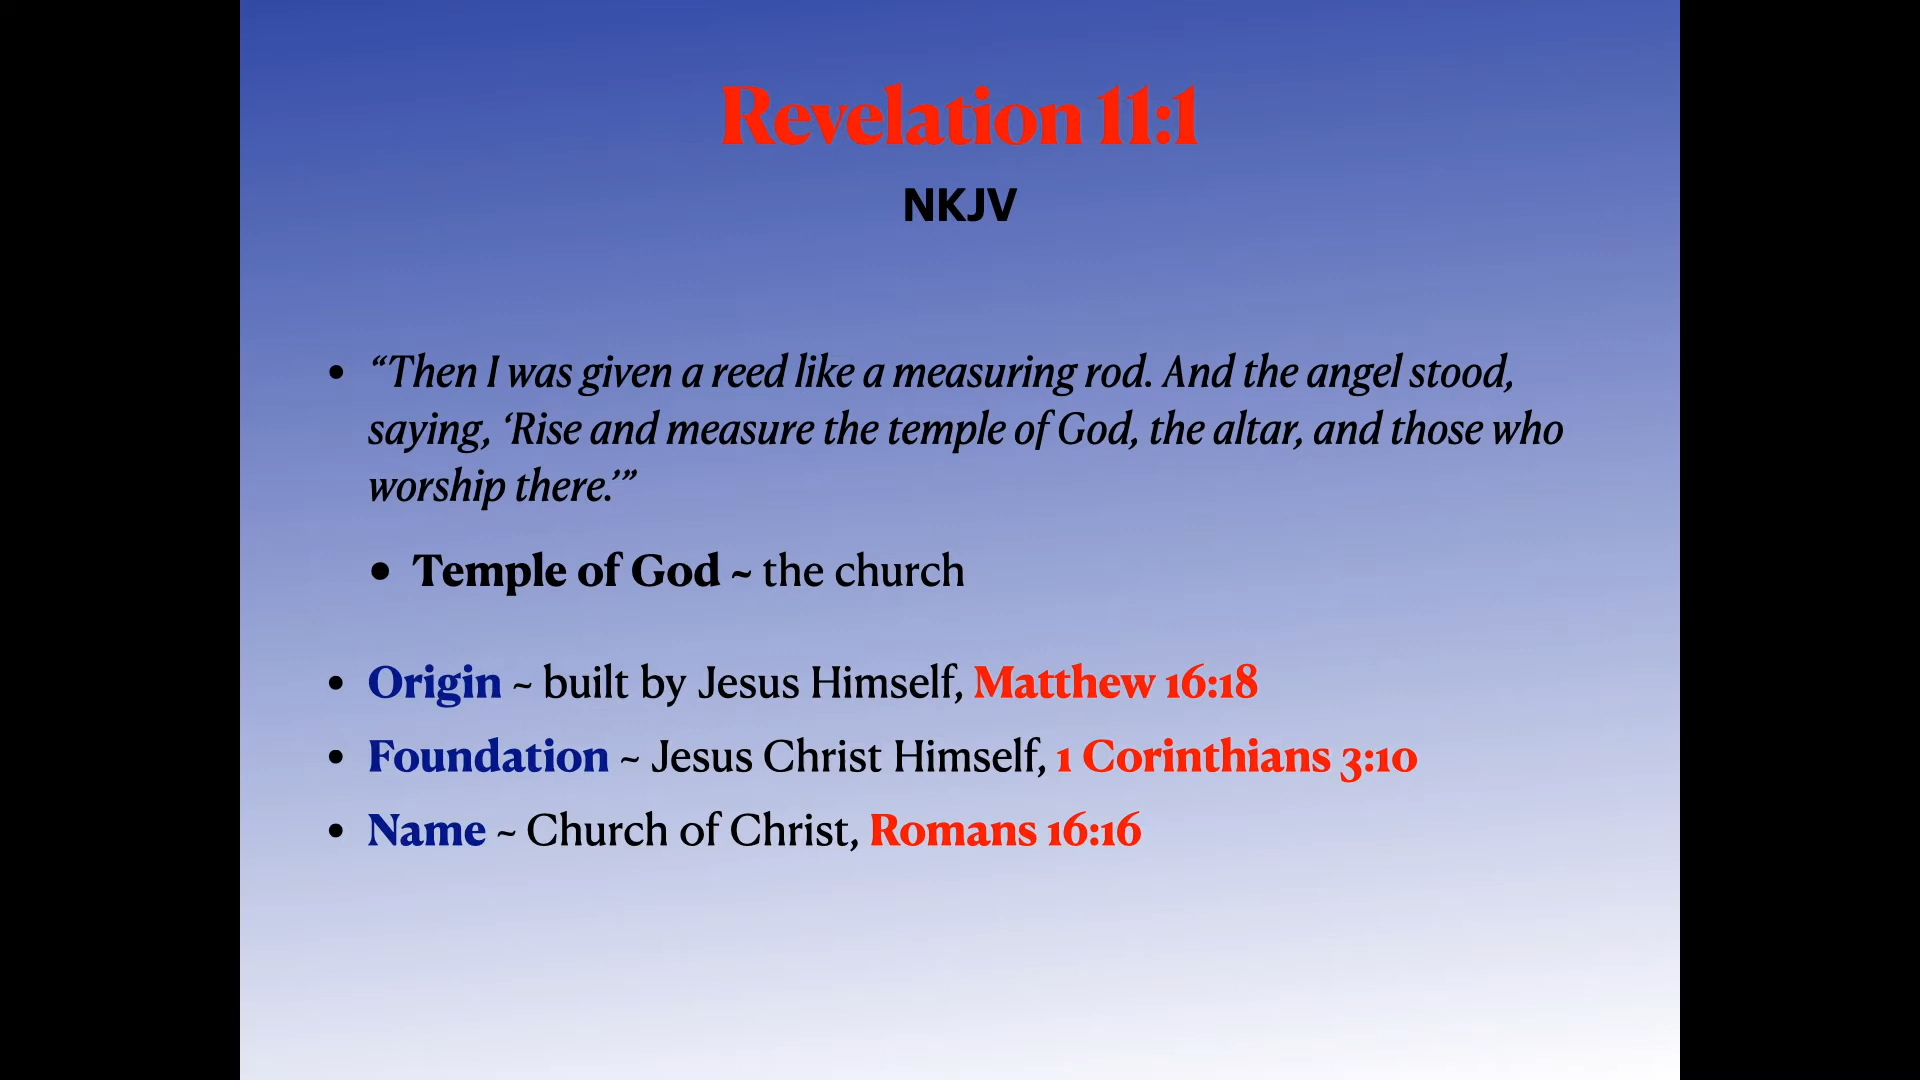 Revelation 11:1
NKJV
• “Then I was given a reed like a measuring rod. And the angel stood,
saying, ‘Rise and measure the temple of God, the altar, and those who
worship there.’”
• Temple of God ~ the church
• Origin ~ built by Jesus Himself, Matthew 16:18
• Foundation ~ Jesus Christ Himself, 1 Corinthians 3:10
• Name ~ Church of Christ, Romans 16:16